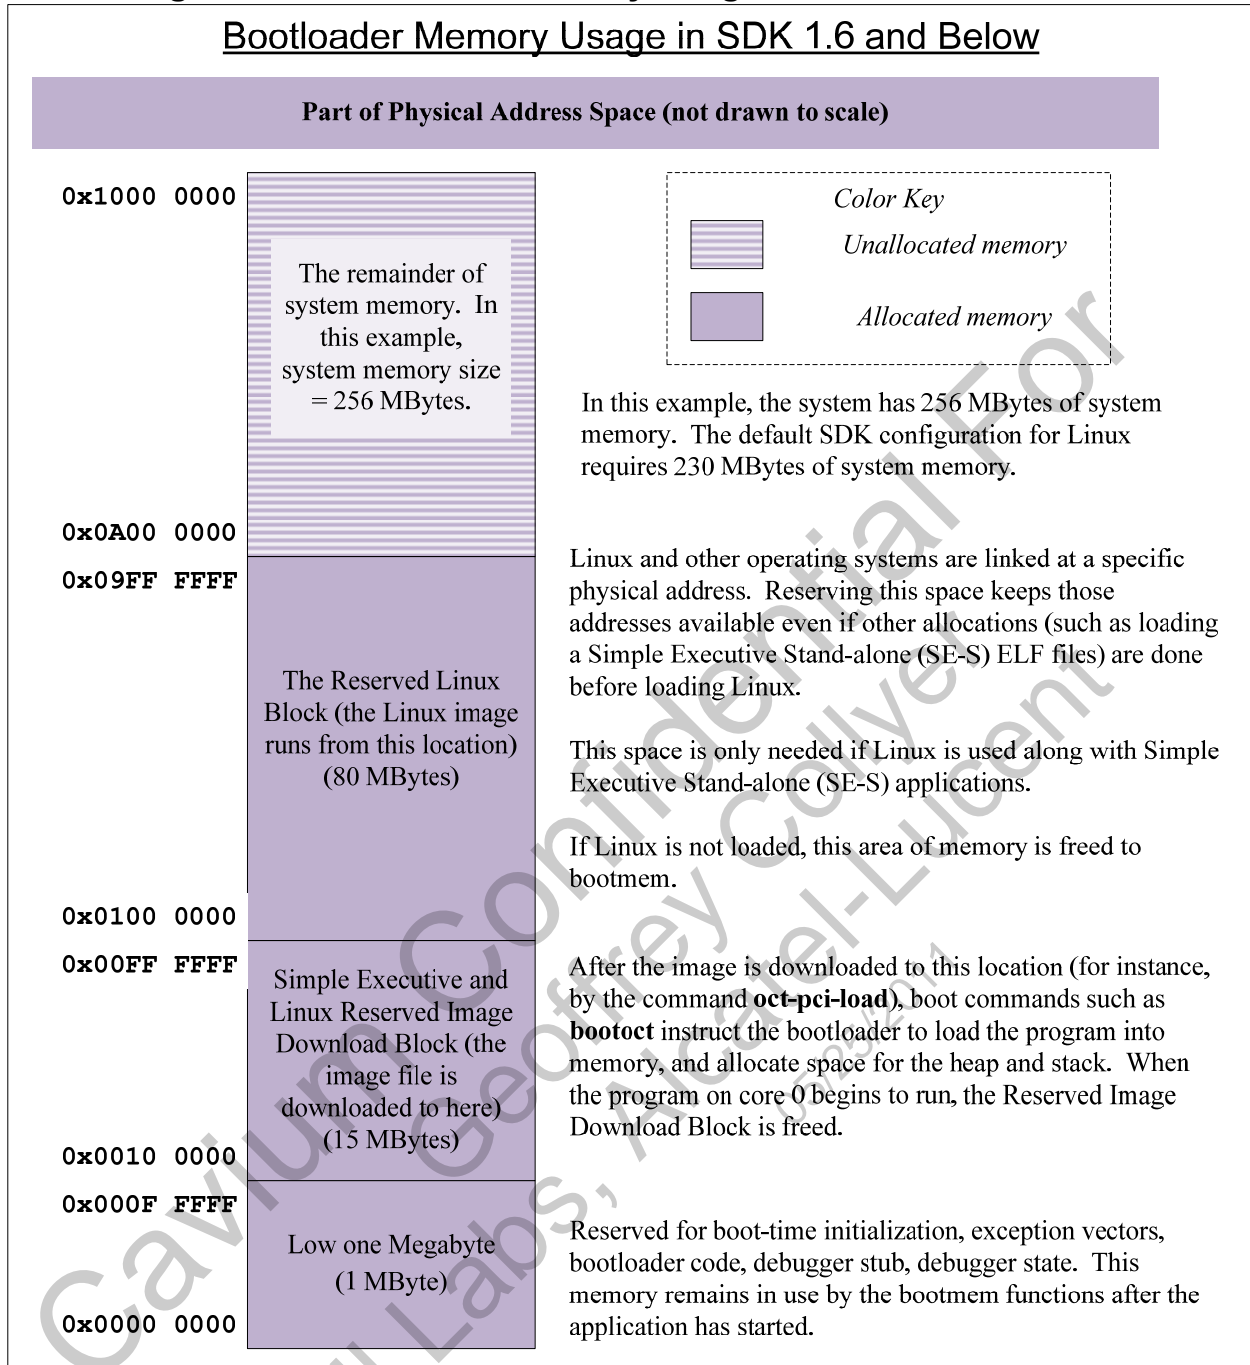 Bootloader Memory Usage in SDK 1.6 and Below
Part of Physical Address Space (not drawn to scale)
0x1000 0000
The remainder of
system memory. In
this example,
system memory size
= 256 MBytes.
0x0A00 0000
Color Key
Unallocated memory
Allocated memory
In this example, the system has 256 MBytes of system
memory. The default SDK configuration for Linux
requires 230 MBytes of system memory.
0x09FF FFFF
The Reserved Linux
Block (the Linux image
runs from this location)
(80 MBytes)
0x0100 0000
Linux and other operating systems are linked at a specific
physical address. Reserving this space keeps those
addresses available even if other allocations (such as loading
a Simple Executive Stand-alone (SE-S) ELF files) are done
before loading Linux.
This space is only needed if Linux is used along with Simple
Executive Stand-alone (SE-S) applications.
If Linux is not loaded, this area of memory is freed to
bootmem.
0x00FF FFFF
Simple Executive and
Linux Reserved Image
Download Block (the
image file is
downloaded to here)
(15 MBytes)
0x0010 0000
After the image is downloaded to this location (for instance,
by the command oct-pci-load), boot commands such as
bootoct instruct the bootloader to load the program into
memory, and allocate space for the heap and stack. When
the program on core 0 begins to run, the Reserved Image
Download Block is freed.
0x000F FFFF
Low one Megabyte
(1 MByte)
0x0000 0000
Reserved for boot-time initialization, exception vectors,
bootloader code, debugger stub, debugger state. This
memory remains in use by the bootmem functions after the
application has started.
Cavium Confidential For
Geoffrey Collyer
Labs, Alcatel-Lucent
05/25/2011